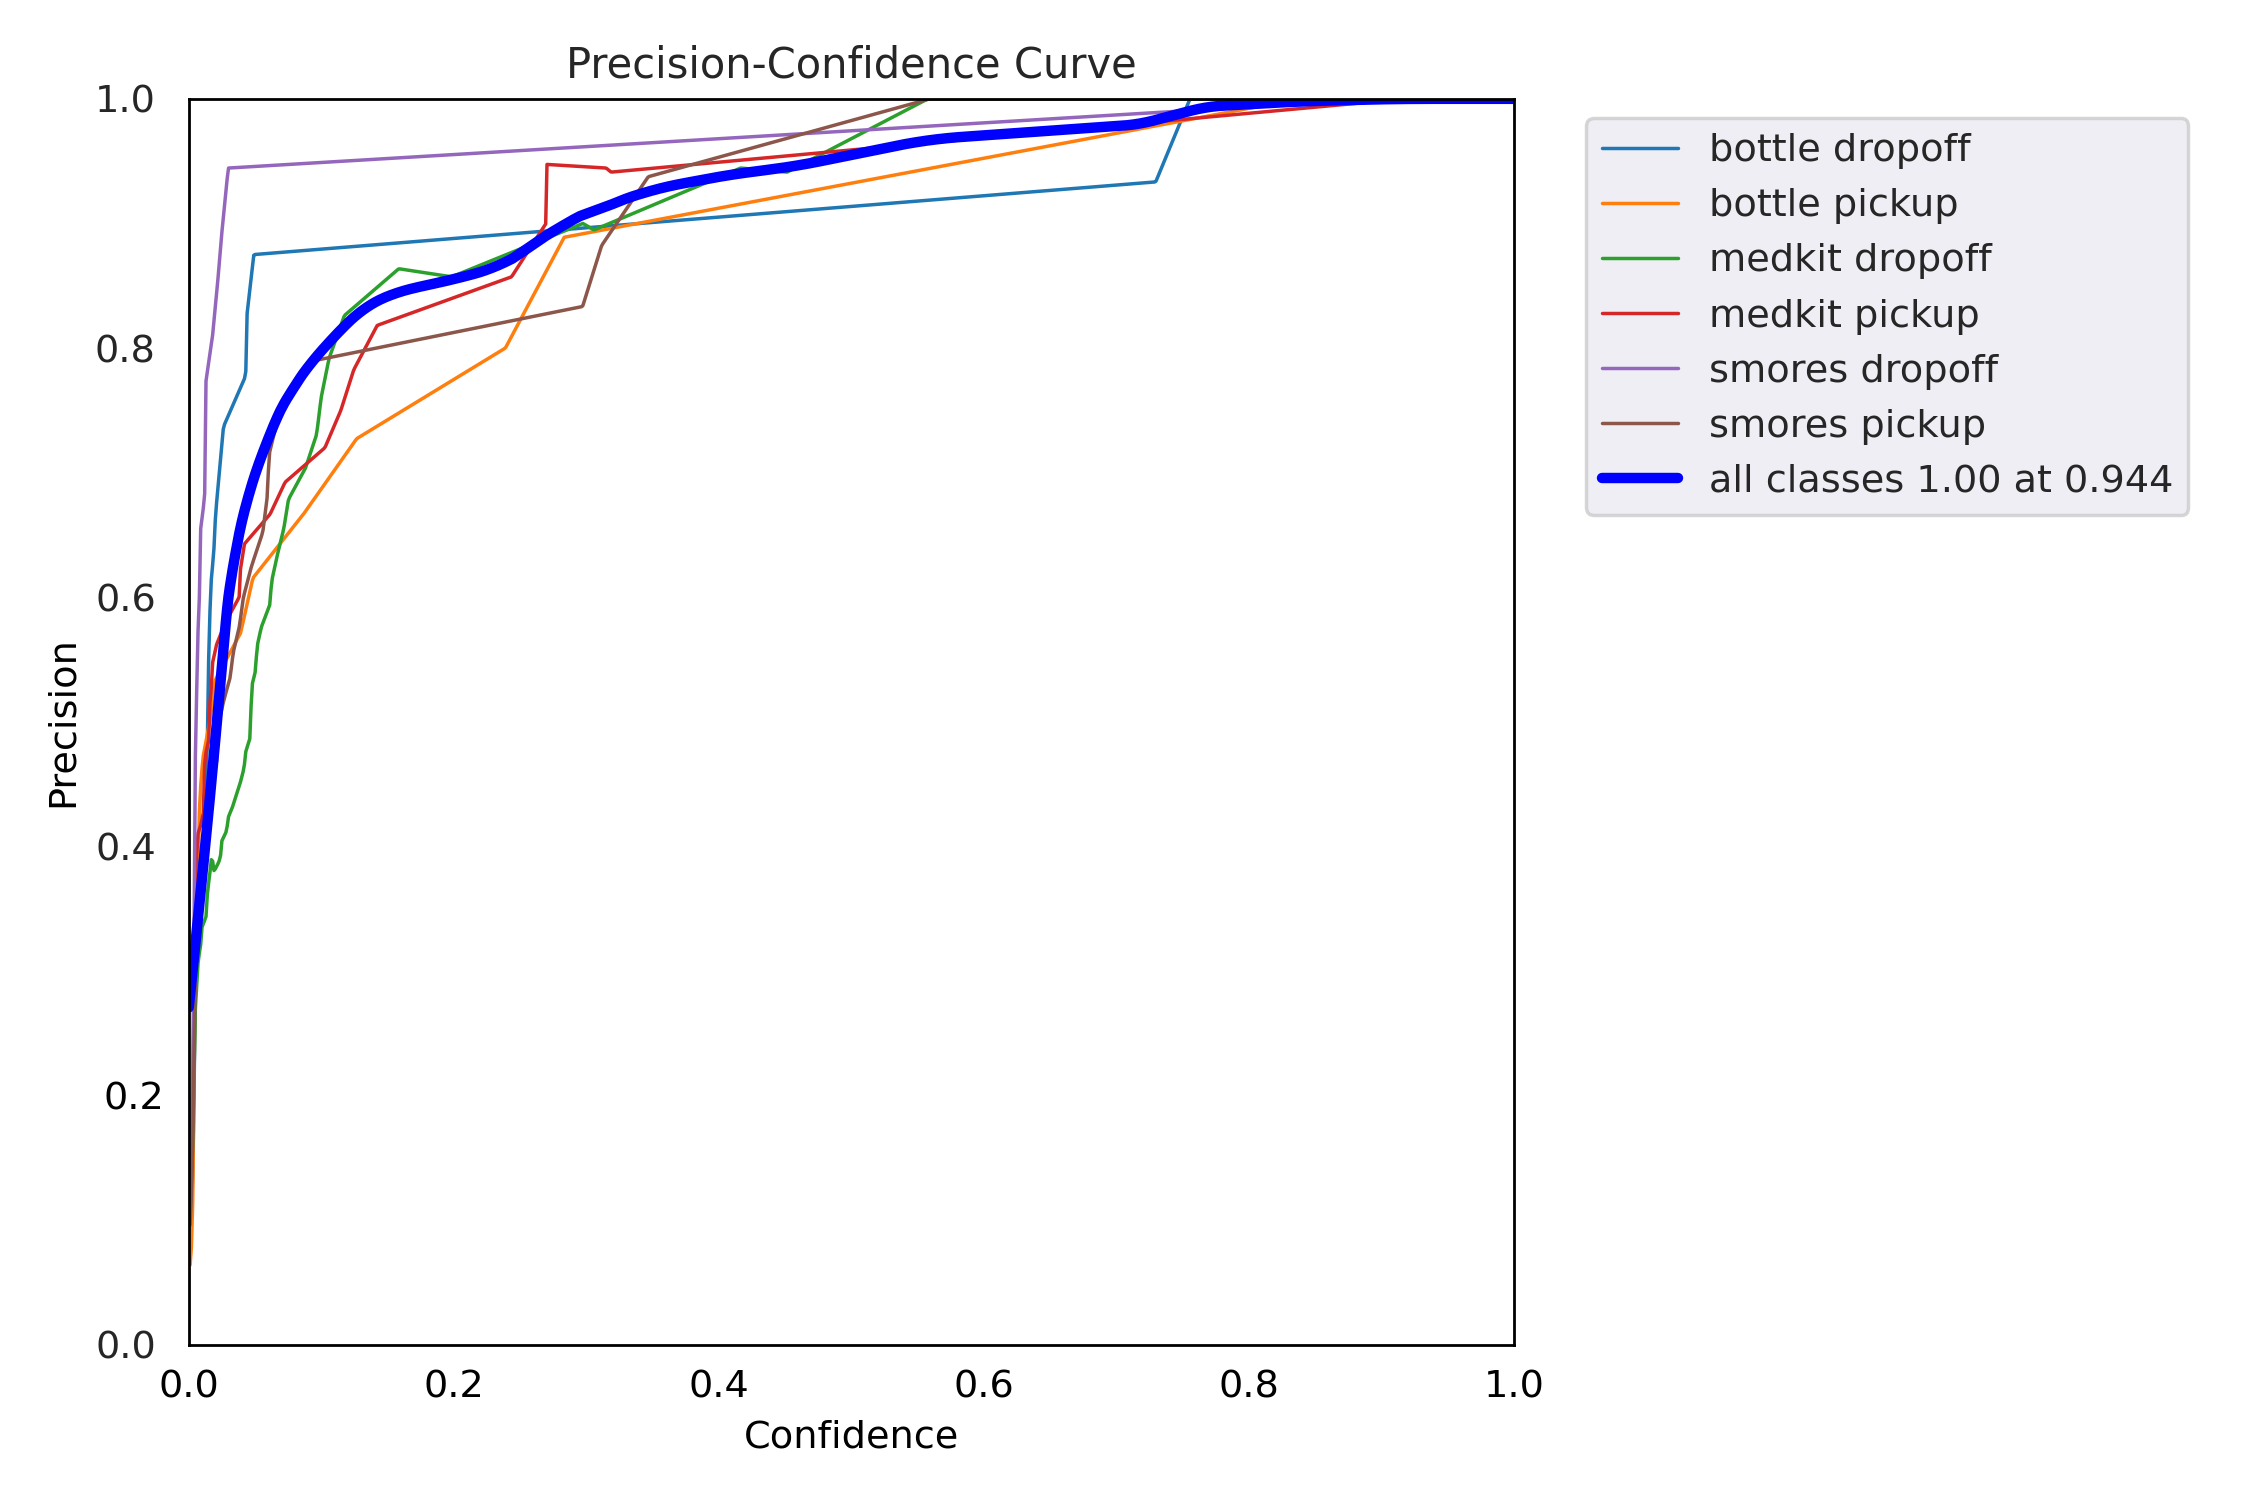 Precision-Confidence Curve
1.0
0.8
0.6
0.4
0.2
0.0
Precision
0.0 0.2 0.4 0.6 0.8 1.0
Confidence
bottle dropoff
bottle pickup
medkit dropoff
medkit pickup
smores dropoff
smores pickup
all classes 1.00 at 0.944